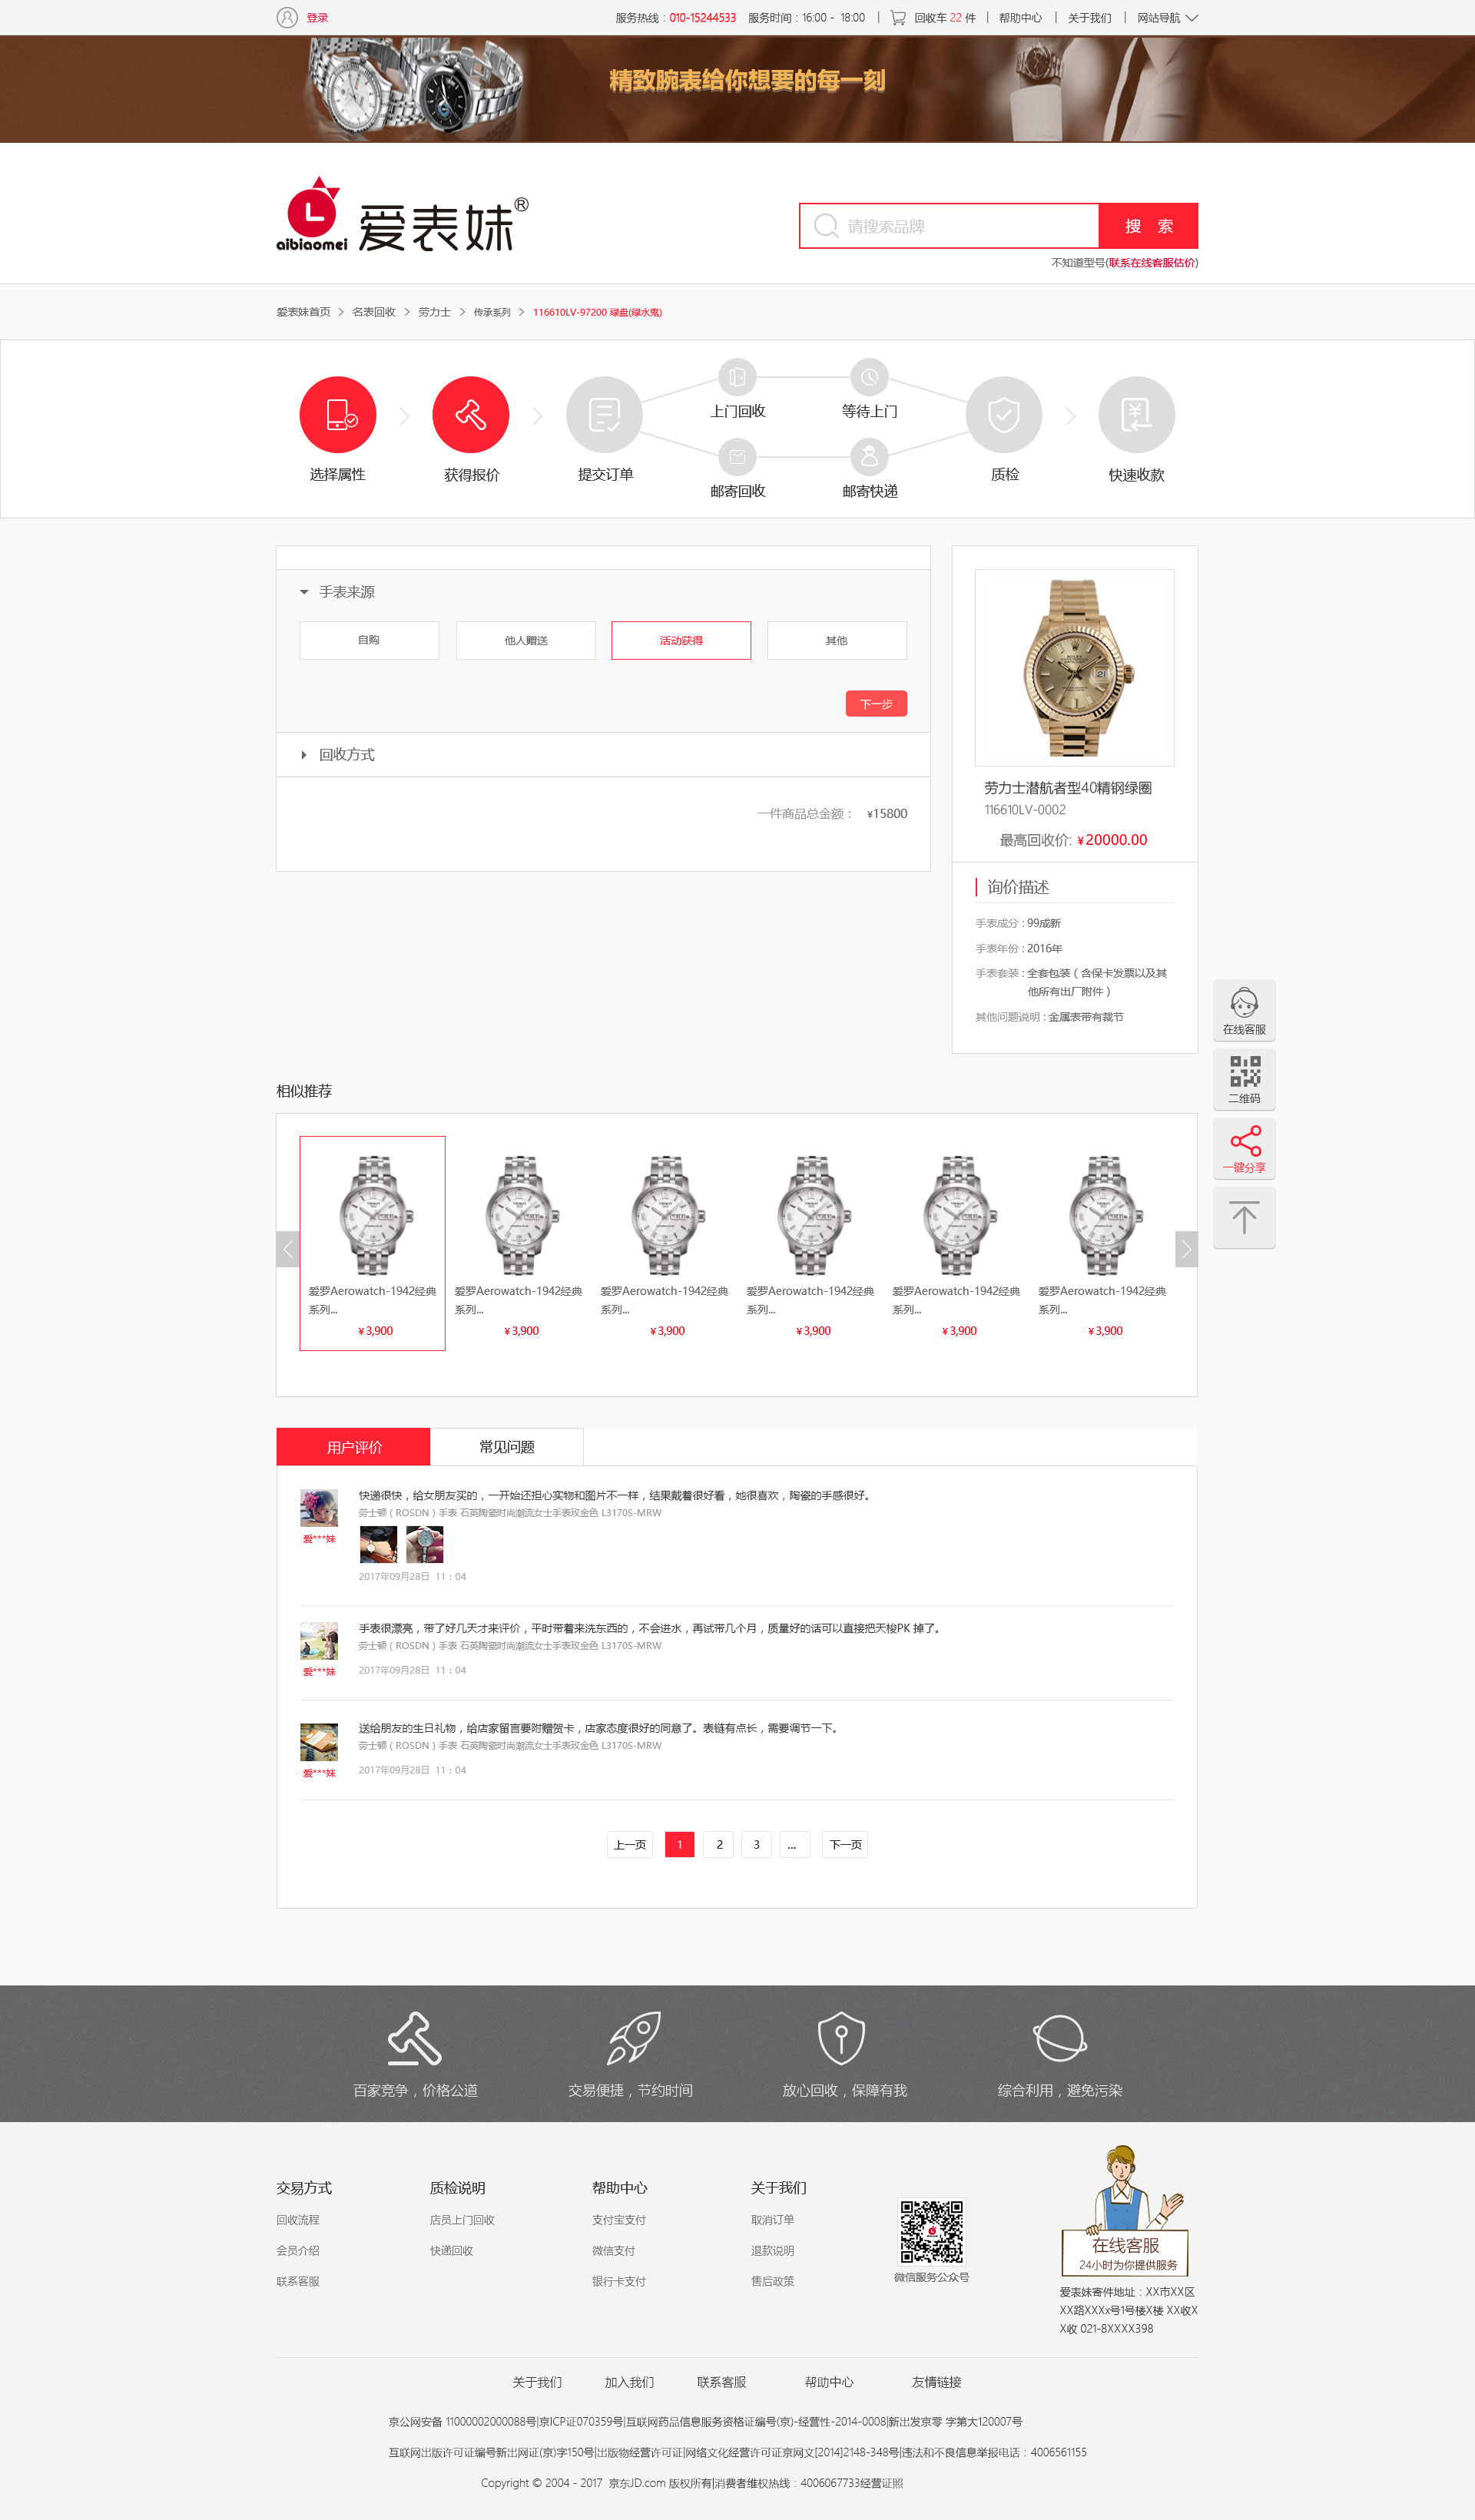 登录 服务热线：010-15244533 服务时间：16:00 - 18:00 | 回收车 22 件 | 帮助中心 | 关于我们 | 网站导航
精致腕表给你想要的每一刻
aibiaomei 爱表妹®
请搜索品牌 搜 索
不知道型号(联系在线客服估价)
爱表妹首页 > 名表回收 > 劳力士 > 传承系列 > 116610LV-97200 绿盘(绿水鬼)
上门回收 等待上门
选择属性 获得报价 提交订单 质检 快速收款
邮寄回收 邮寄快递
手表来源
自购 他人赠送 活动获得 其他
下一步
回收方式
一件商品总金额： ¥15800
劳力士潜航者型40精钢绿圈
116610LV-0002
最高回收价: ¥20000.00
询价描述
手表成分：99成新
手表年份：2016年
手表套装：全套包装（含保卡发票以及其
他所有出厂附件）
其他问题说明：金属表带有裁节
在线客服
二维码
一键分享
相似推荐
爱罗Aerowatch-1942经典 爱罗Aerowatch-1942经典 爱罗Aerowatch-1942经典 爱罗Aerowatch-1942经典 爱罗Aerowatch-1942经典 爱罗Aerowatch-1942经典
系列... 系列... 系列... 系列... 系列... 系列...
¥3,900 ¥3,900 ¥3,900 ¥3,900 ¥3,900 ¥3,900
用户评价 常见问题
快递很快，给女朋友买的，一开始还担心实物和图片不一样，结果戴着很好看，她很喜欢，陶瓷的手感很好。
劳士顿（ROSDN）手表 石英陶瓷时尚潮流女士手表玫金色 L3170S-MRW
爱***妹
2017年09月28日 11：04
手表很漂亮，带了好几天才来评价，平时带着来洗东西的，不会进水，再试带几个月，质量好的话可以直接把天梭PK 掉了。
劳士顿（ROSDN）手表 石英陶瓷时尚潮流女士手表玫金色 L3170S-MRW
爱***妹 2017年09月28日 11：04
送给朋友的生日礼物，给店家留言要附赠贺卡，店家态度很好的同意了。表链有点长，需要调节一下。
劳士顿（ROSDN）手表 石英陶瓷时尚潮流女士手表玫金色 L3170S-MRW
爱***妹 2017年09月28日 11：04
上一页 1 2 3 ... 下一页
百家竞争，价格公道 交易便捷，节约时间 放心回收，保障有我 综合利用，避免污染
交易方式 质检说明 帮助中心 关于我们
回收流程 店员上门回收 支付宝支付 取消订单
会员介绍 快递回收 微信支付 退款说明
联系客服 银行卡支付 售后政策
微信服务公众号
在线客服
24小时为你提供服务
爱表妹寄件地址：XX市XX区
XX路XXXx号1号楼X楼 XX收X
X收 021-8XXXX398
关于我们 加入我们 联系客服 帮助中心 友情链接
京公网安备 11000002000088号|京ICP证070359号|互联网药品信息服务资格证编号(京)-经营性-2014-0008|新出发京零 字第大120007号
互联网出版许可证编号新出网证(京)字150号|出版物经营许可证|网络文化经营许可证京网文[2014]2148-348号|违法和不良信息举报电话：4006561155
Copyright © 2004 - 2017 京东JD.com 版权所有|消费者维权热线：4006067733经营证照